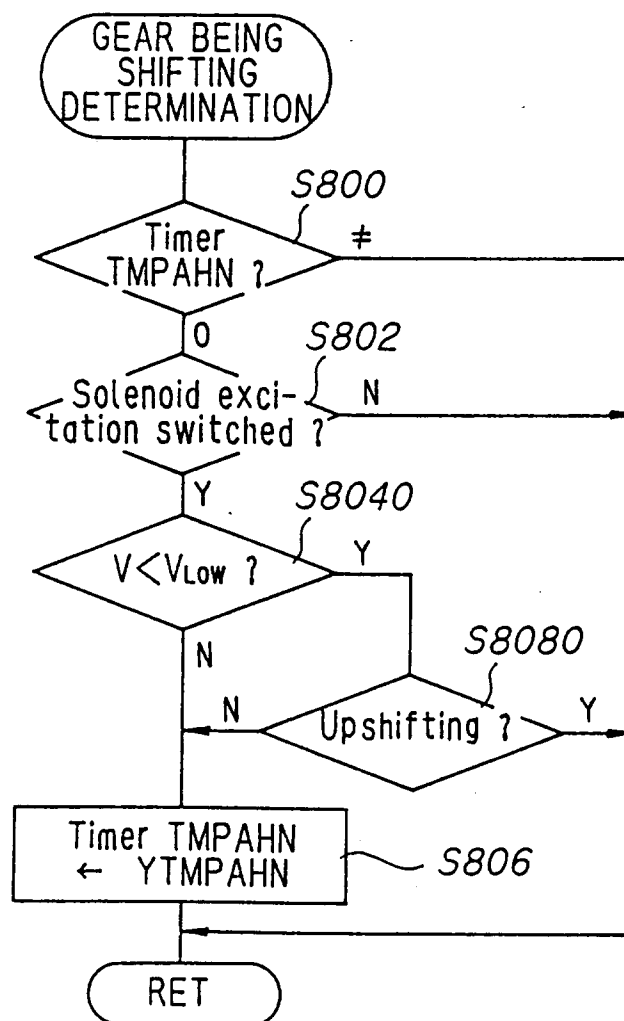 GEAR BEING
SHIFTING
DETERMINATION
S800
Timer
TMPAHN ?
≠
0
S802
Solenoid exci-
tation switched ?
N
Y
S8040
V<VLOW ?
Y
N
S8080
Upshifting ?
N
Y
Timer TMPAHN
← YTMPAHN
S806
RET